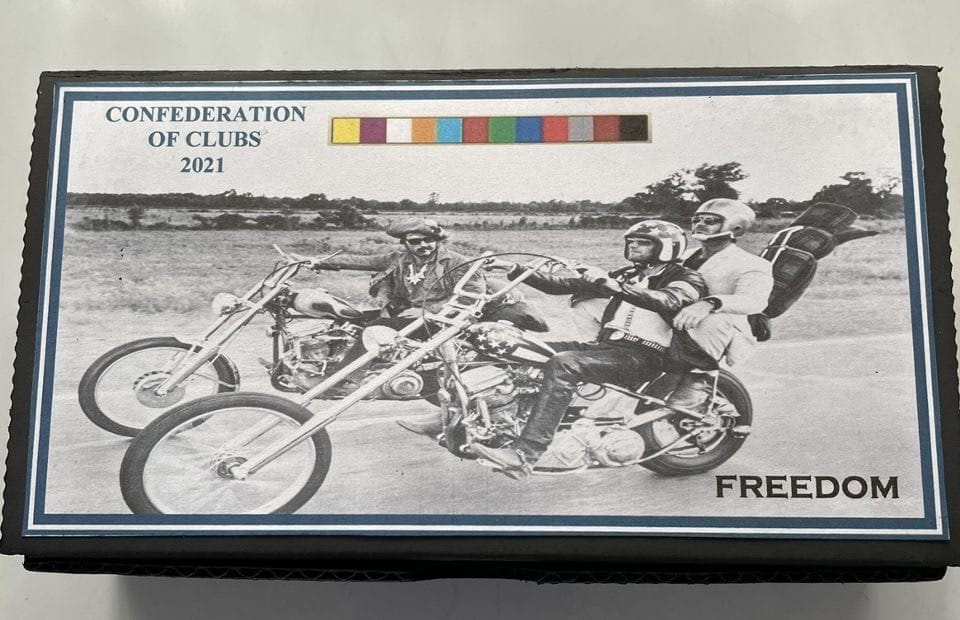 CONFEDERATION
OF CLUBS
2021
FREEDOM